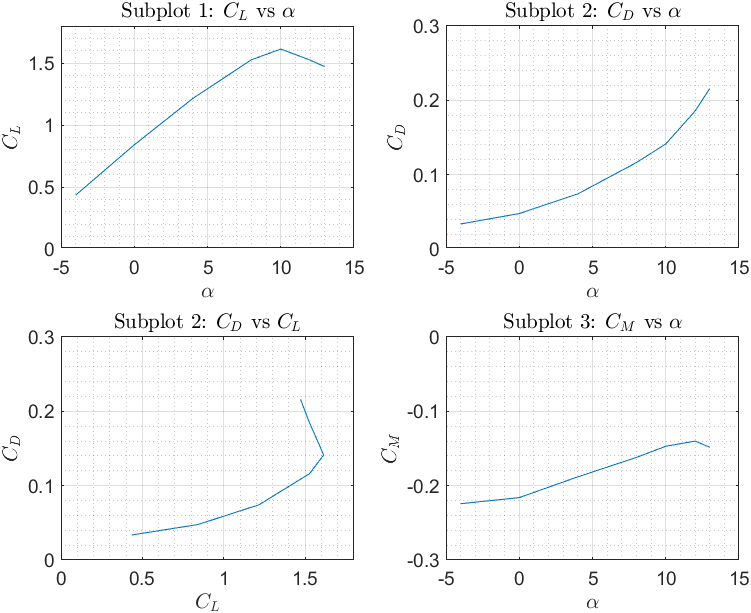 Subplot 1: C_L vs α
1.5
1
0.5
0
C_L
-5 0 5 10 15
α
Subplot 2: C_D vs α
0.3
0.2
0.1
0
C_D
-5 0 5 10 15
α
Subplot 2: C_D vs C_L
0.3
0.2
0.1
0
C_D
0 0.5 1 1.5
C_L
Subplot 3: C_M vs α
0
-0.1
-0.2
-0.3
C_M
-5 0 5 10 15
α